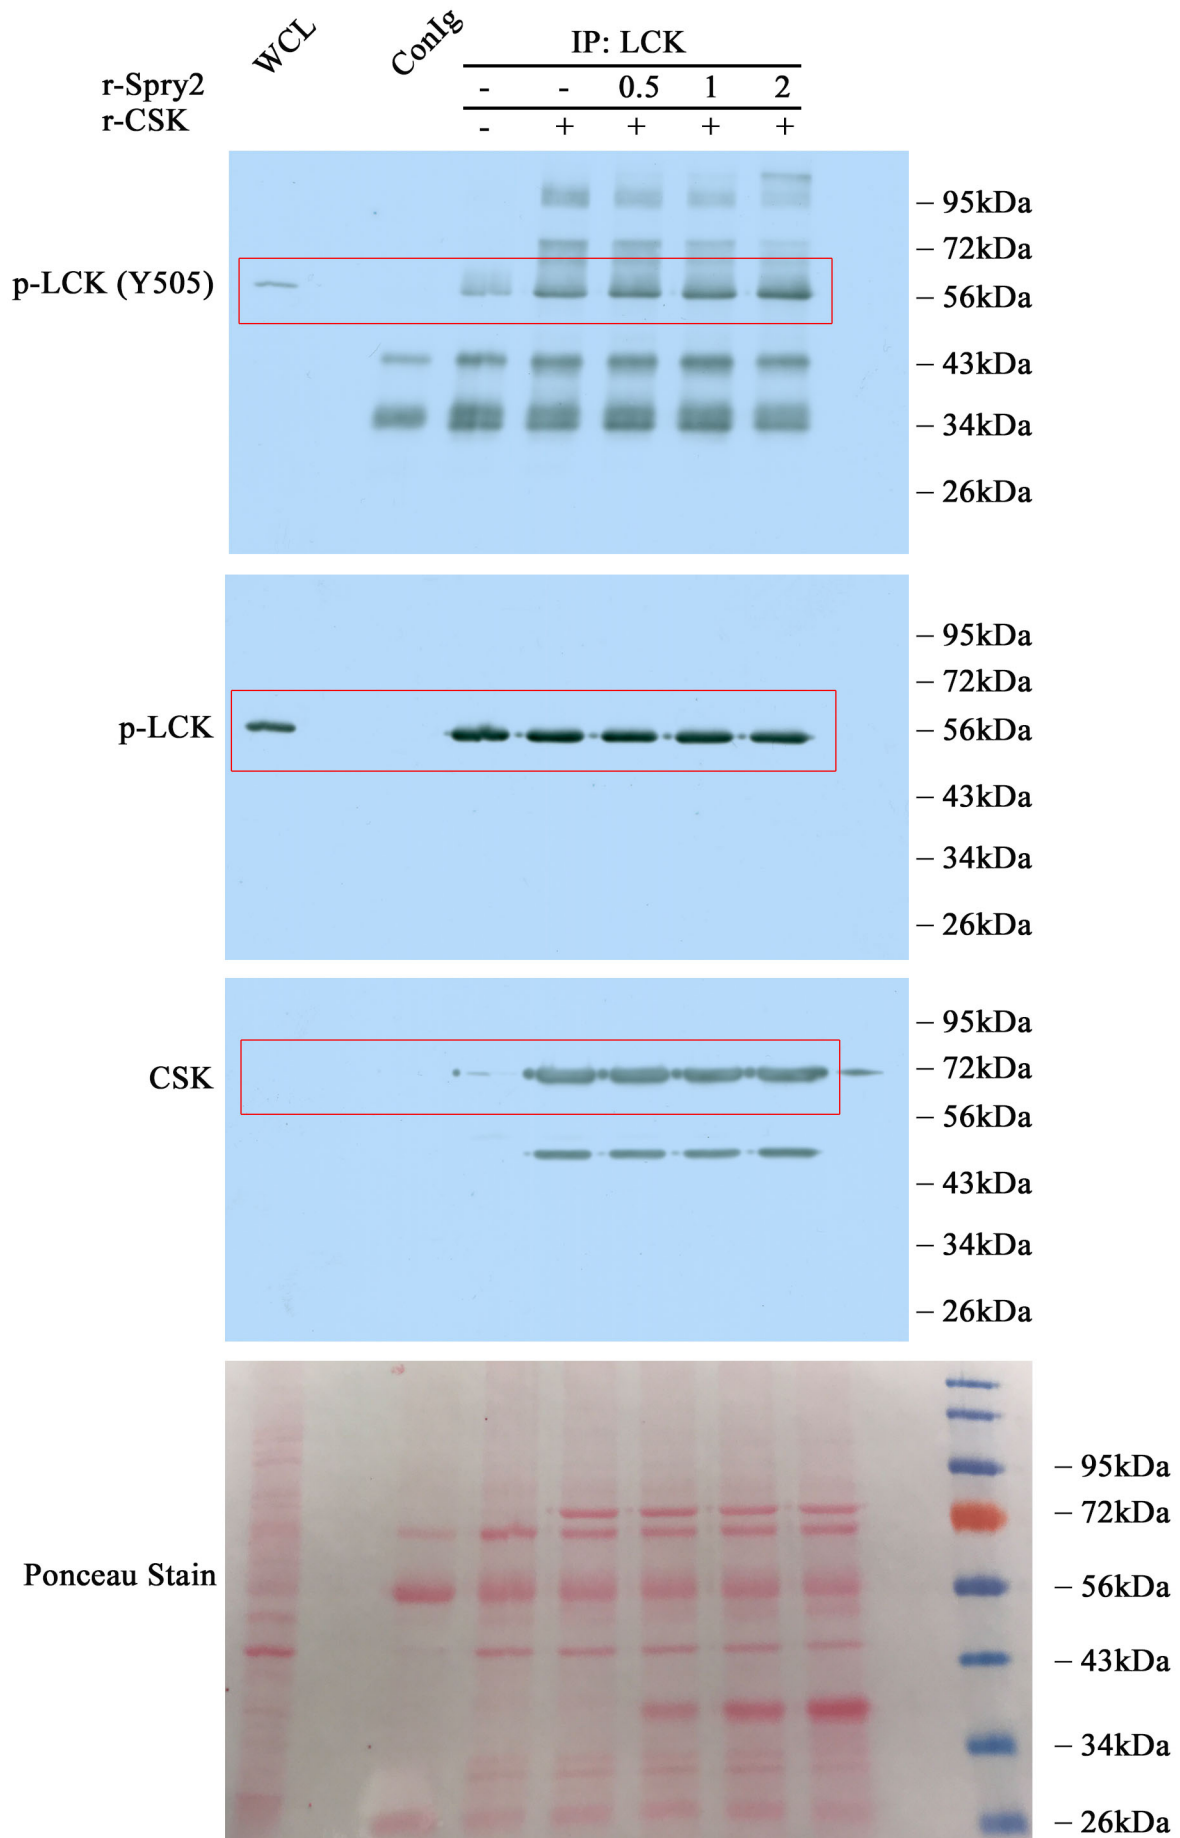 WCL ConIg IP: LCK
r-Spry2 - - 0.5 1 2
r-CSK - + + + +
p-LCK (Y505)
– 95kDa
– 72kDa
– 56kDa
– 43kDa
– 34kDa
– 26kDa
p-LCK
– 95kDa
– 72kDa
– 56kDa
– 43kDa
– 34kDa
– 26kDa
CSK
– 95kDa
– 72kDa
– 56kDa
– 43kDa
– 34kDa
– 26kDa
Ponceau Stain
– 95kDa
– 72kDa
– 56kDa
– 43kDa
– 34kDa
– 26kDa